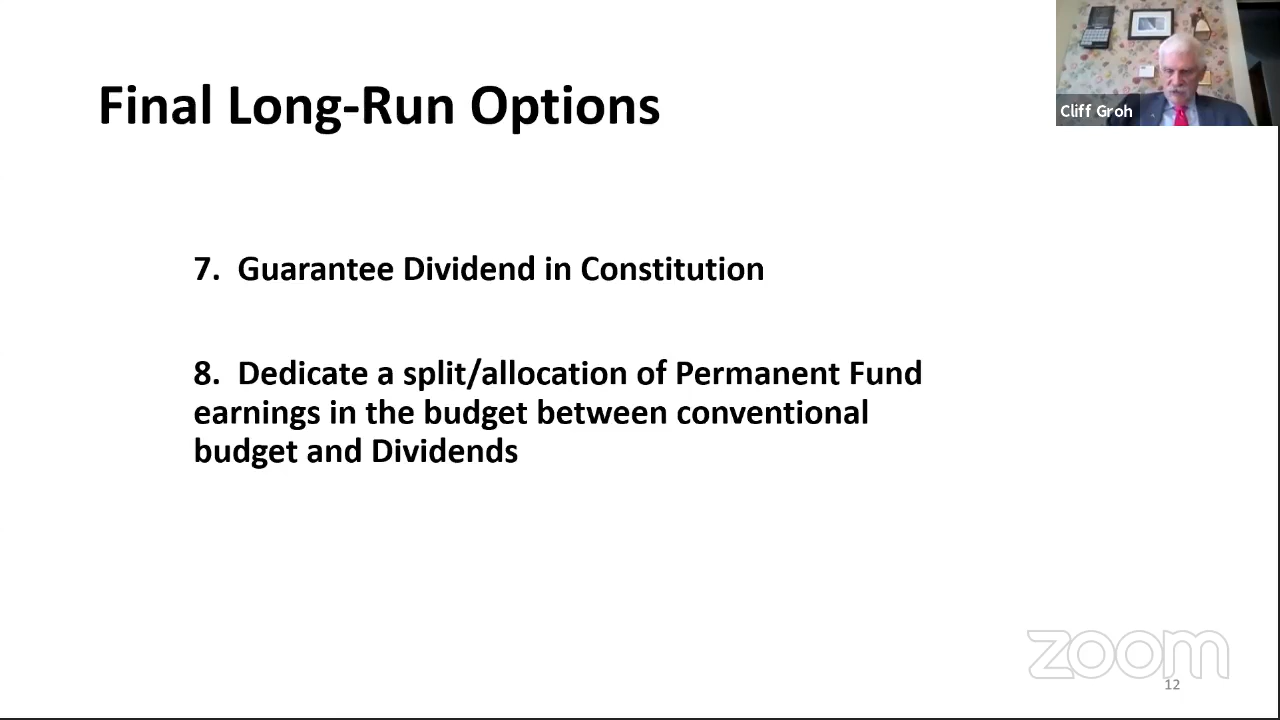 Final Long-Run Options
Cliff Groh
7.  Guarantee Dividend in Constitution
8.  Dedicate a split/allocation of Permanent Fund
earnings in the budget between conventional
budget and Dividends
zoom
12